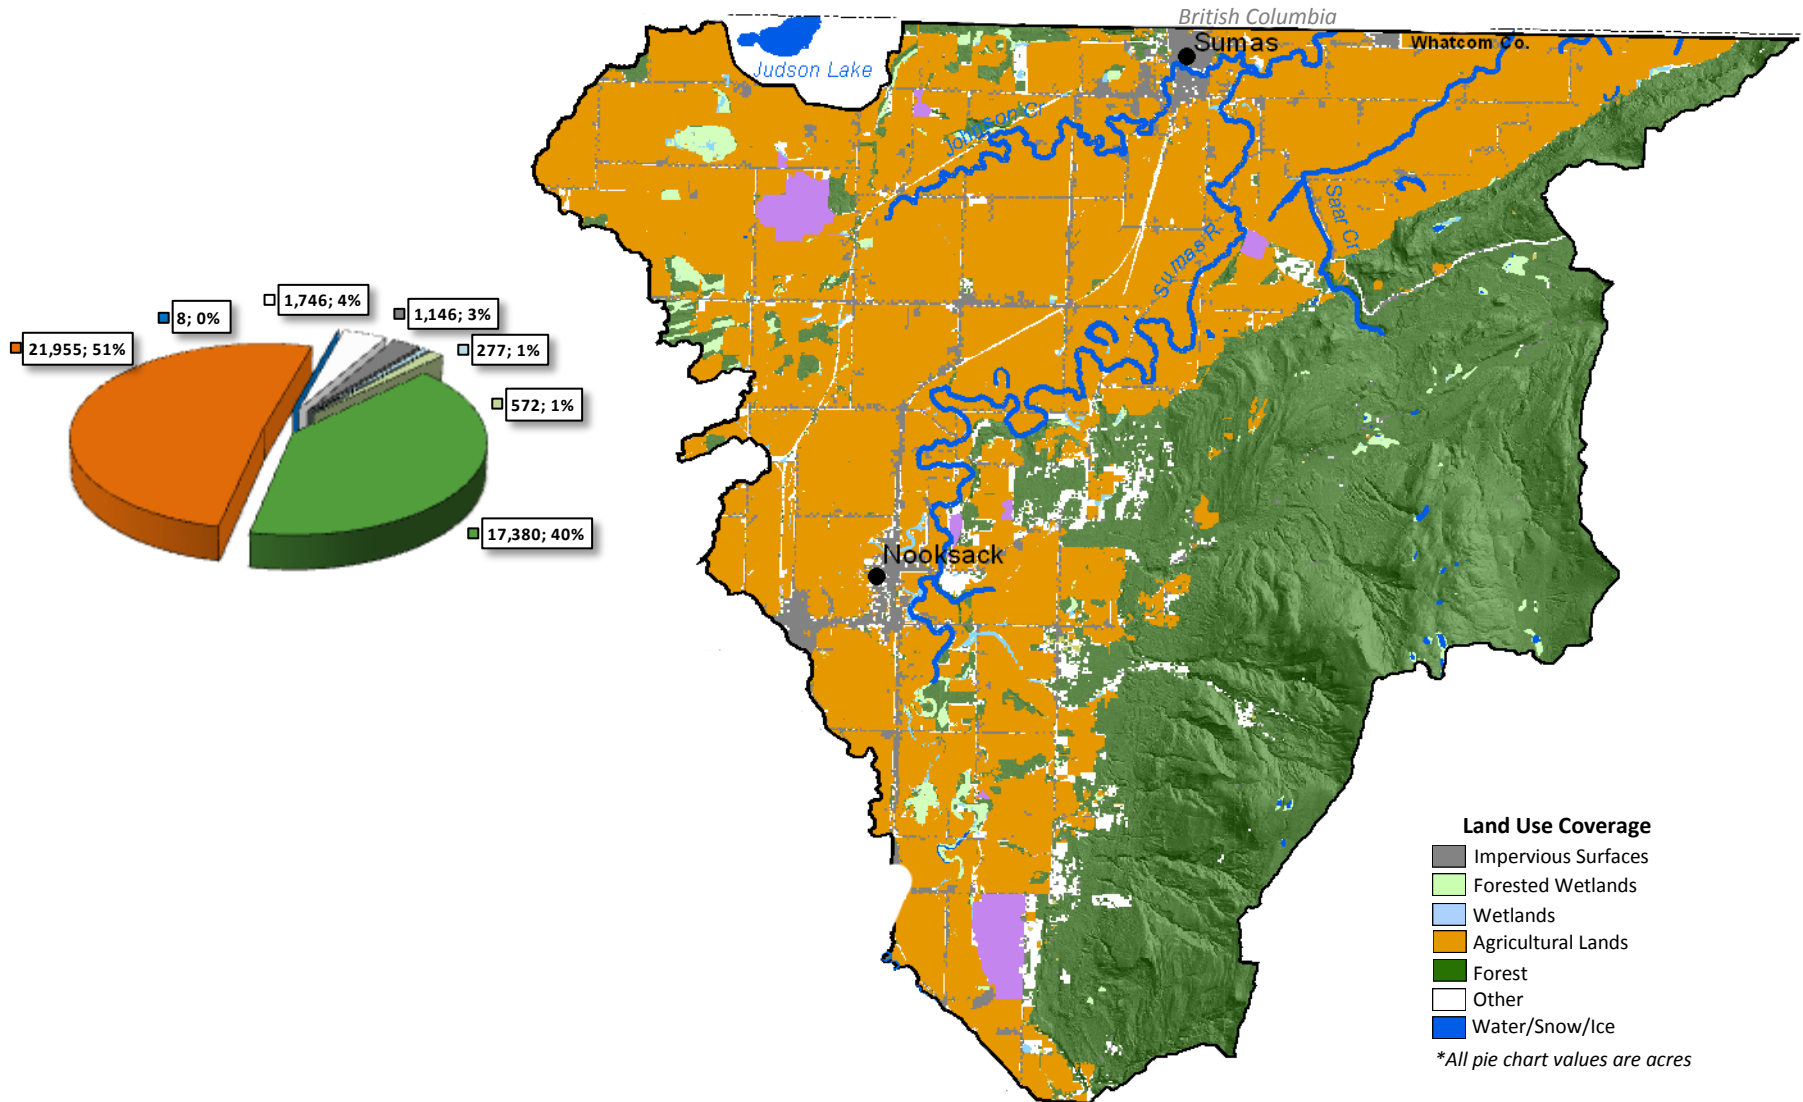 British Columbia
Sumas
Whatcom Co.
Judson Lake
Johnson Cr
Saar Cr
Sumas R
1,746; 4%
8; 0%
1,146; 3%
21,955; 51%
277; 1%
572; 1%
17,380; 40%
Nooksack
Land Use Coverage
Impervious Surfaces
Forested Wetlands
Wetlands
Agricultural Lands
Forest
Other
Water/Snow/Ice
*All pie chart values are acres